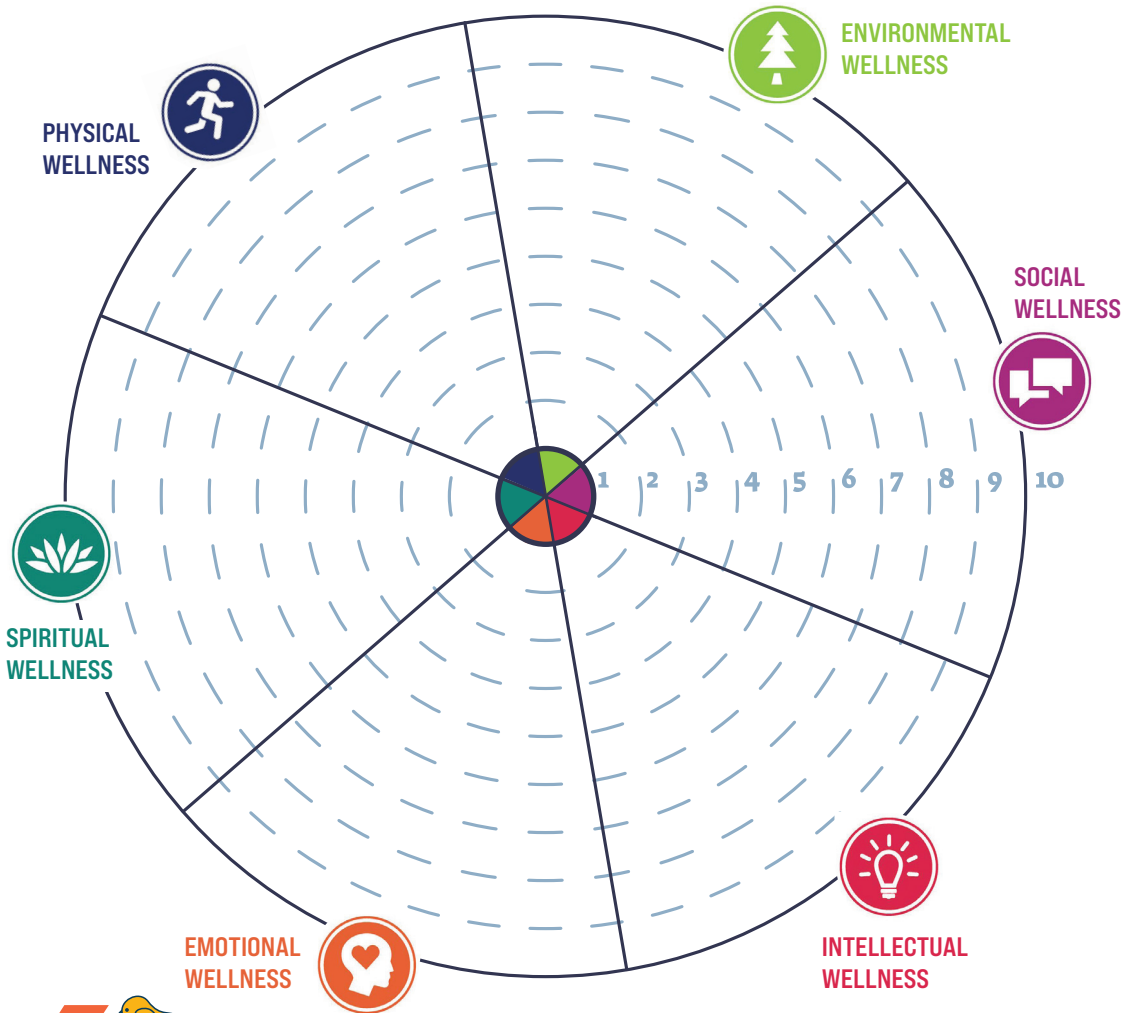 ENVIRONMENTAL
WELLNESS
PHYSICAL
WELLNESS
SOCIAL
WELLNESS
1 2 3 4 5 6 7 8 9 10
SPIRITUAL
WELLNESS
EMOTIONAL
WELLNESS
INTELLECTUAL
WELLNESS